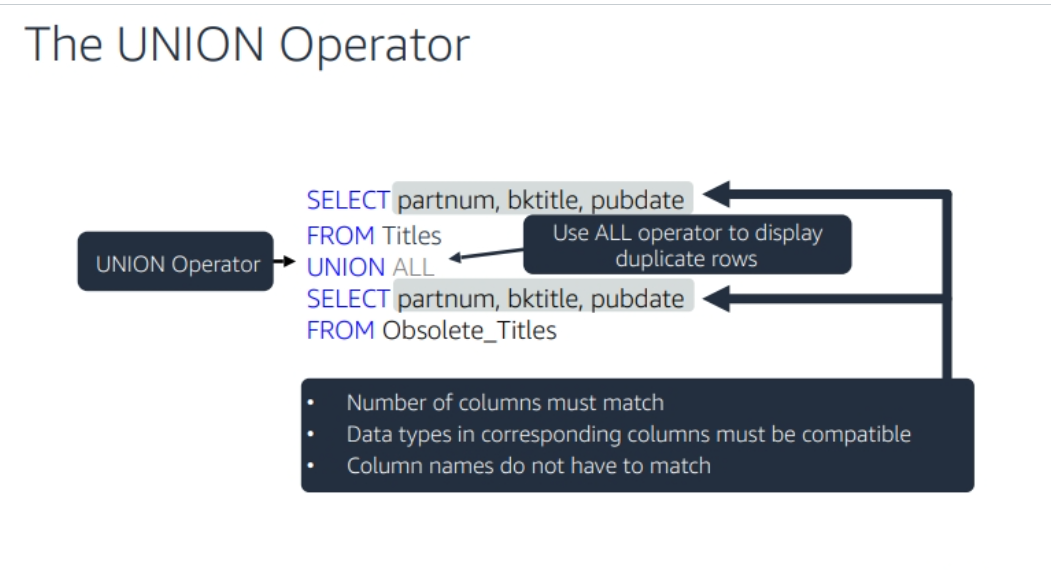 The UNION Operator
SELECT partnum, bktitle, pubdate
FROM Titles
Use ALL operator to display
duplicate rows
UNION Operator
UNION ALL
SELECT partnum, bktitle, pubdate
FROM Obsolete_Titles
• Number of columns must match
• Data types in corresponding columns must be compatible
• Column names do not have to match